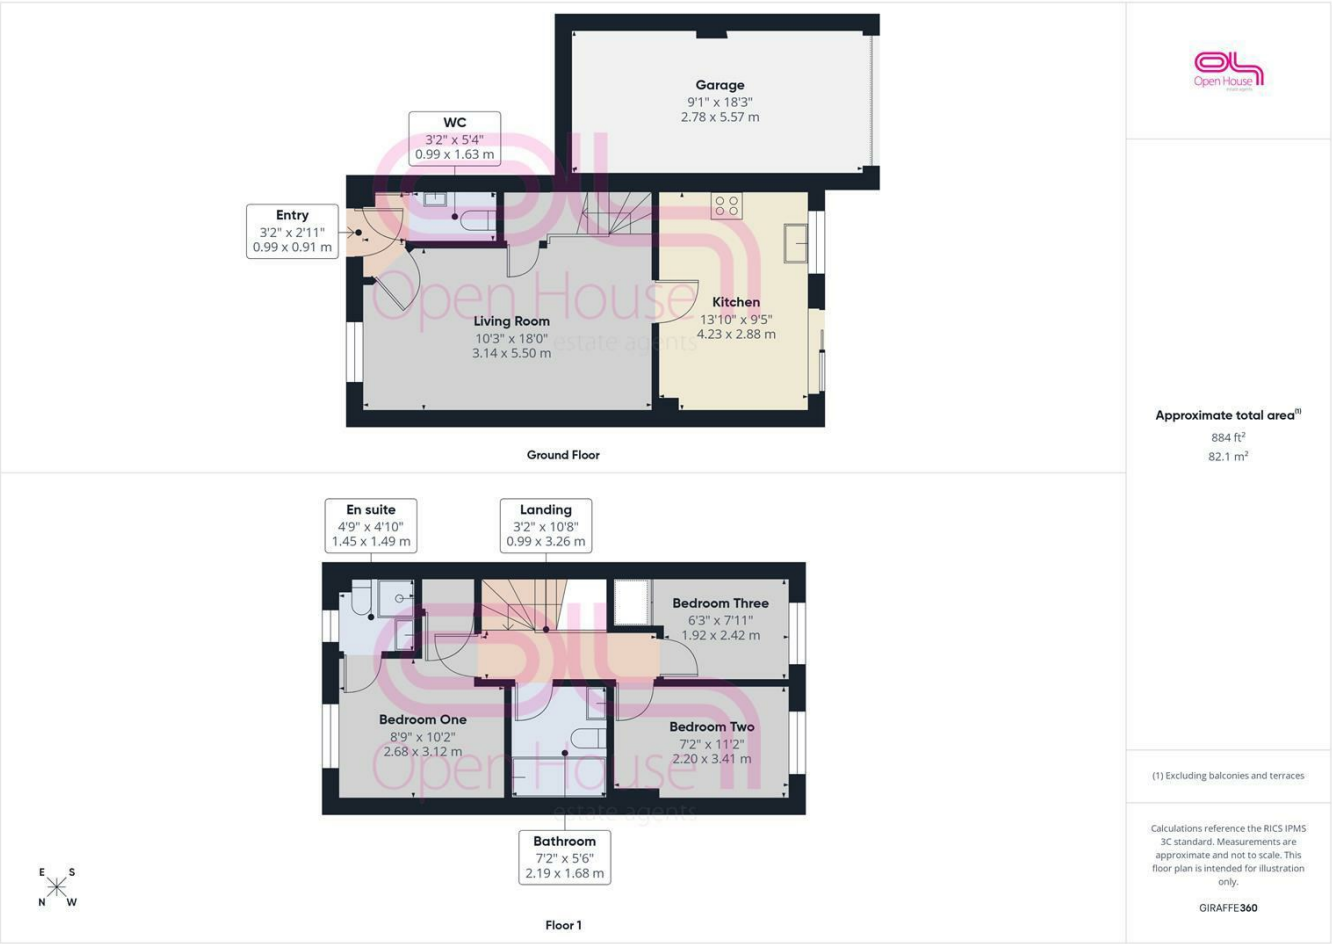 Garage
9'1" x 18'3"
2.78 x 5.57 m
WC
3'2" x 5'4"
0.99 x 1.63 m
Entry
3'2" x 2'11"
0.99 x 0.91 m
Kitchen
13'10" x 9'5"
4.23 x 2.88 m
Living Room
10'3" x 18'0"
3.14 x 5.50 m
Open House
estate agents
Ground Floor
En suite
4'9" x 4'10"
1.45 x 1.49 m
Landing
3'2" x 10'8"
0.99 x 3.26 m
Bedroom Three
6'3" x 7'11"
1.92 x 2.42 m
Bedroom One
8'9" x 10'2"
2.68 x 3.12 m
Bedroom Two
7'2" x 11'2"
2.20 x 3.41 m
Open House
estate agents
Bathroom
7'2" x 5'6"
2.19 x 1.68 m
E S
N W
Floor 1
Open House
estate agents
Approximate total area(1)
884 ft²
82.1 m²
(1) Excluding balconies and terraces
Calculations reference the RICS IPMS
3C standard. Measurements are
approximate and not to scale. This
floor plan is intended for illustration
only.
GIRAFFE360